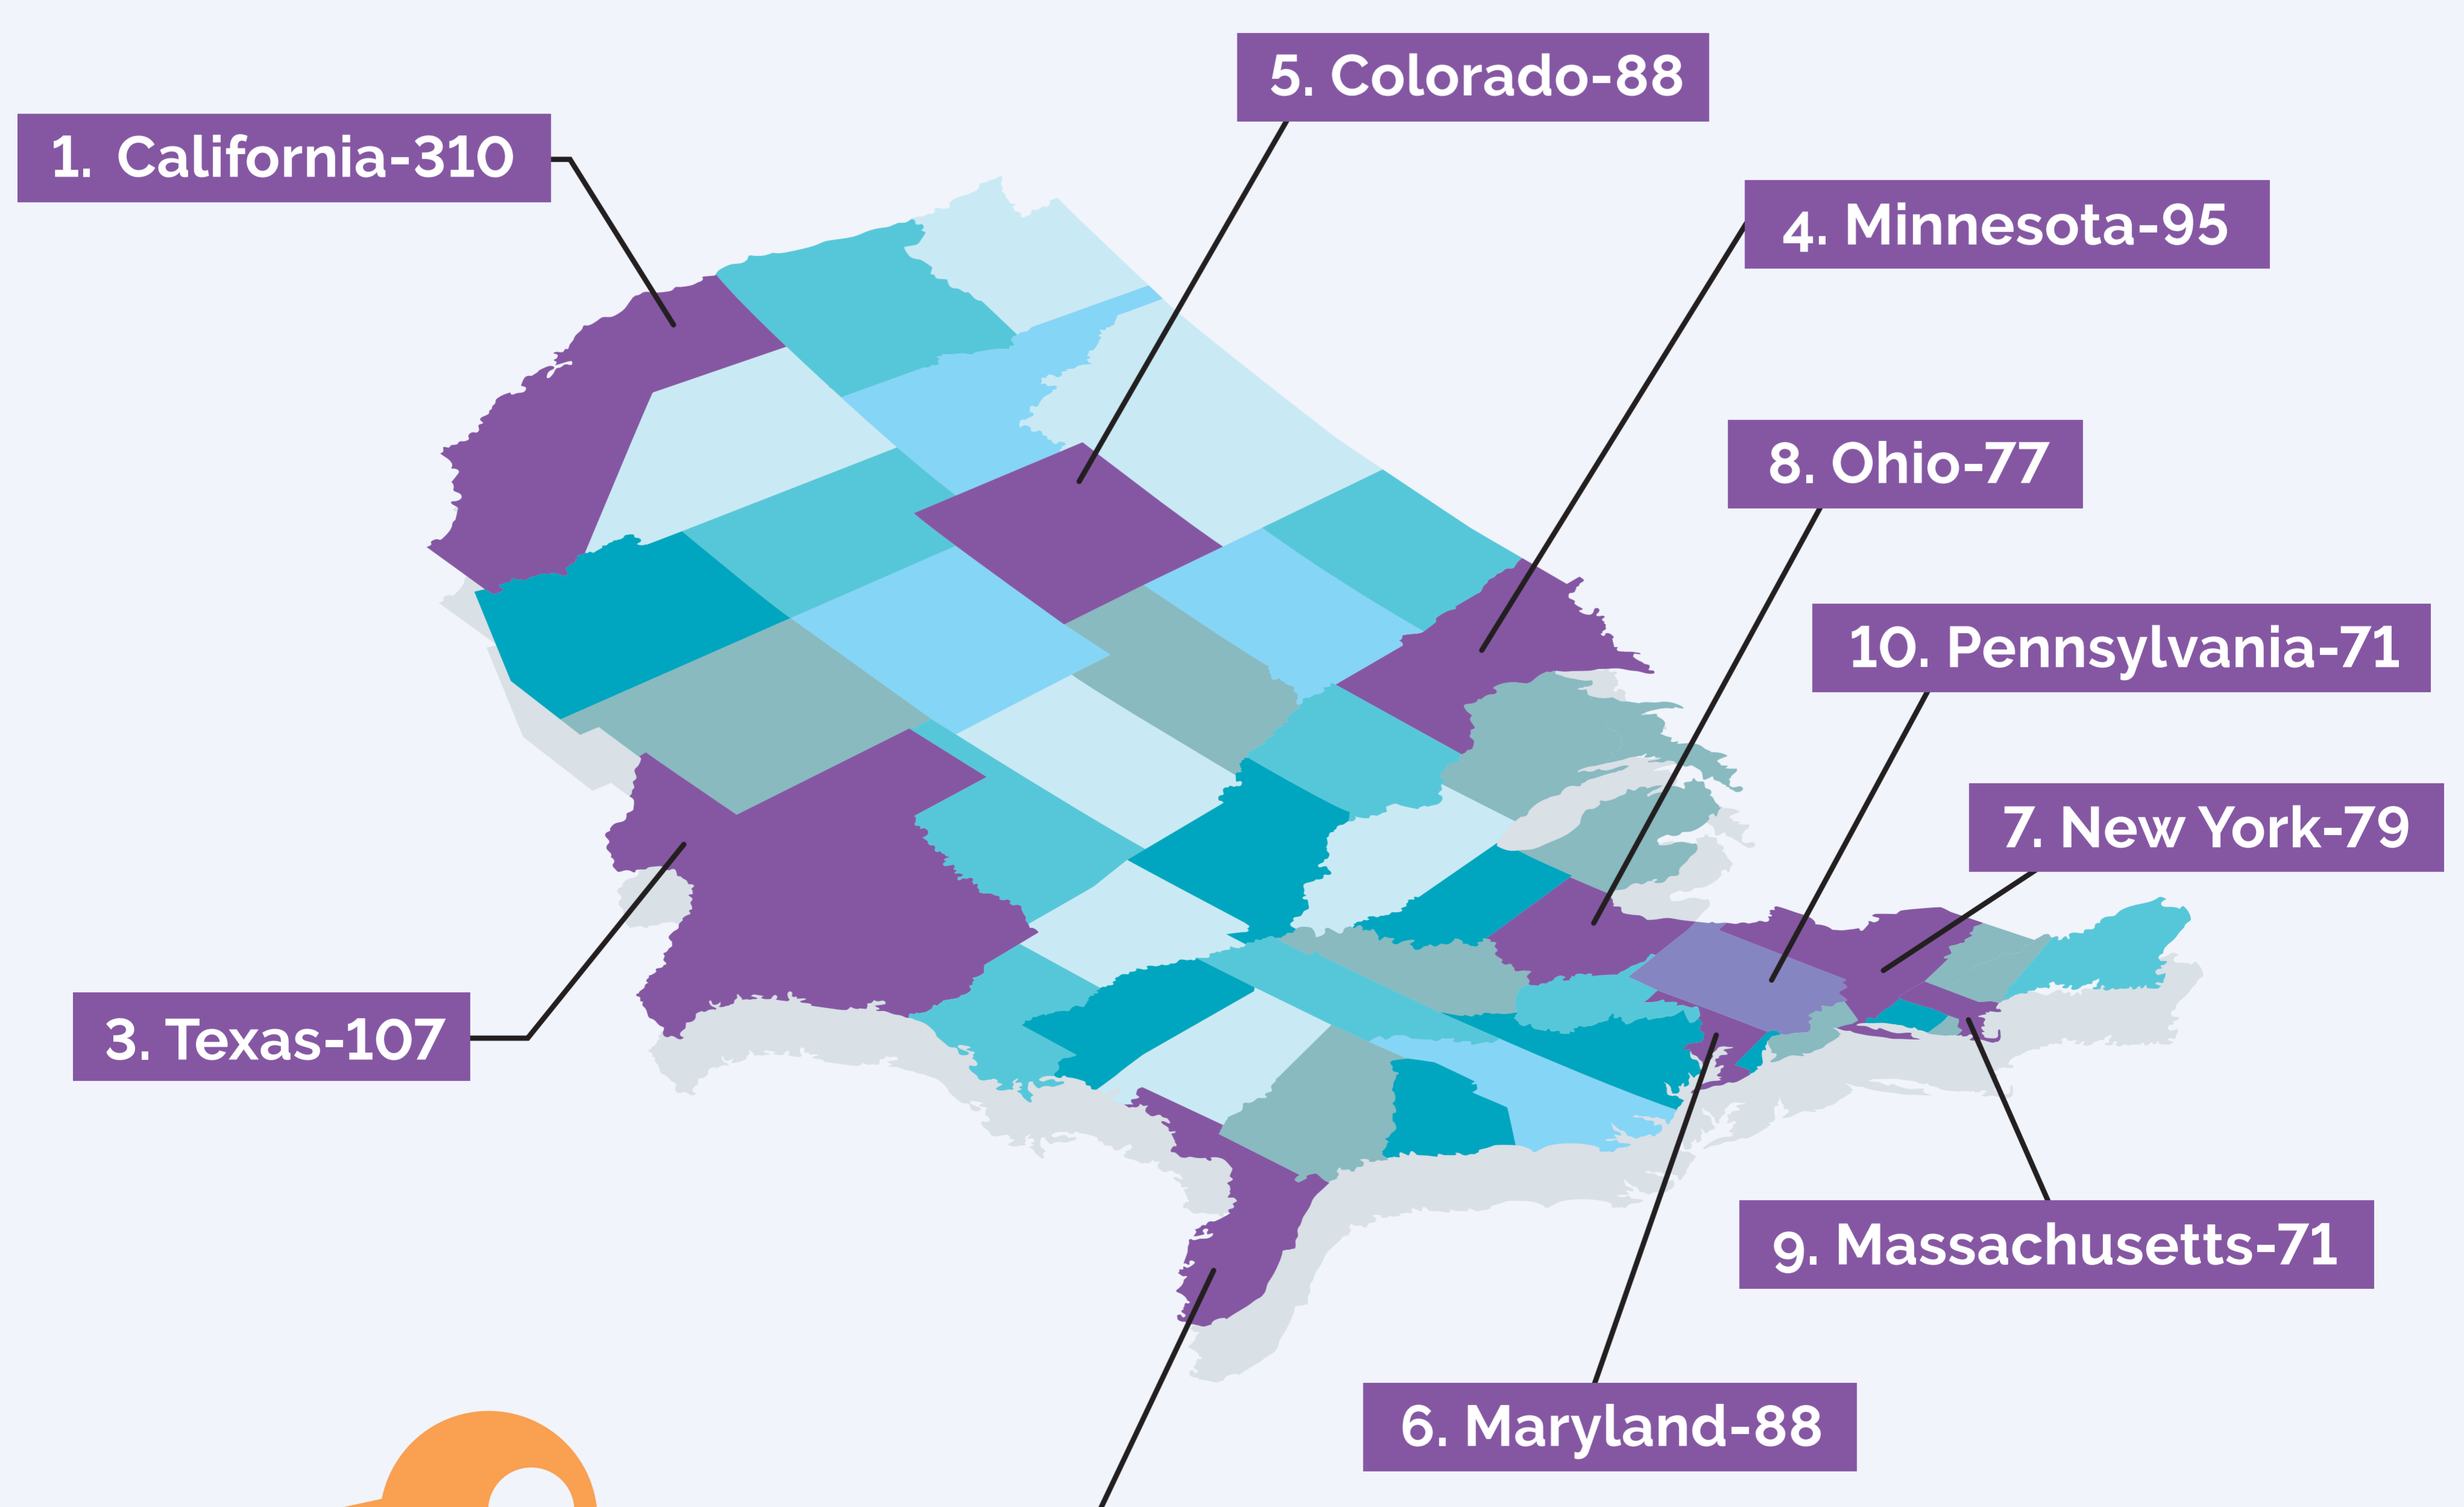 5. Colorado-88
1. California-310
4. Minnesota-95
8. Ohio-77
10. Pennsylvania-71
7. New York-79
3. Texas-107
9. Massachusetts-71
6. Maryland-88